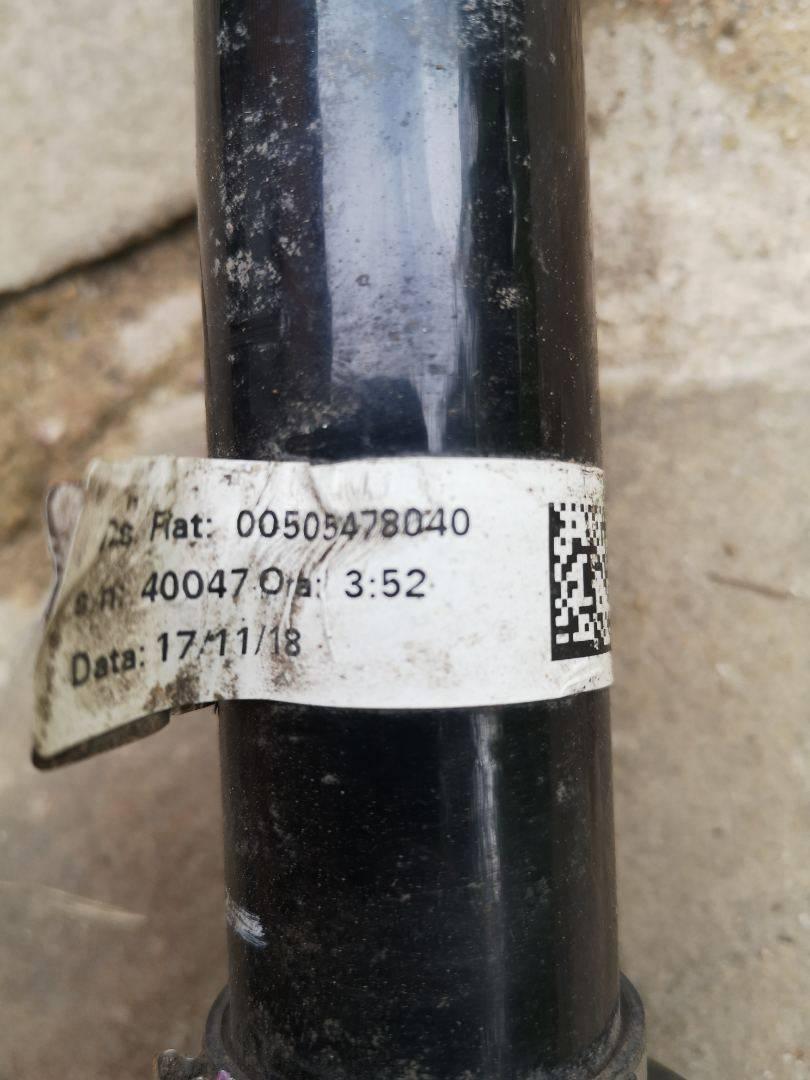 Fiat: 00505478040
s.n: 40047 Ora: 3:52
Data: 17/11/18